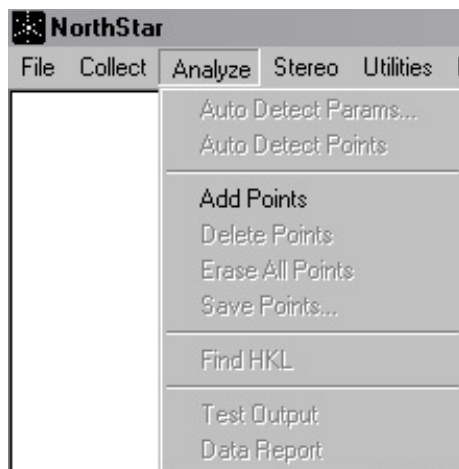 NorthStar
File Collect Analyze Stereo Utilities
Auto Detect Params...
Auto Detect Points
Add Points
Delete Points
Erase All Points
Save Points...
Find HKL
Test Output
Data Report